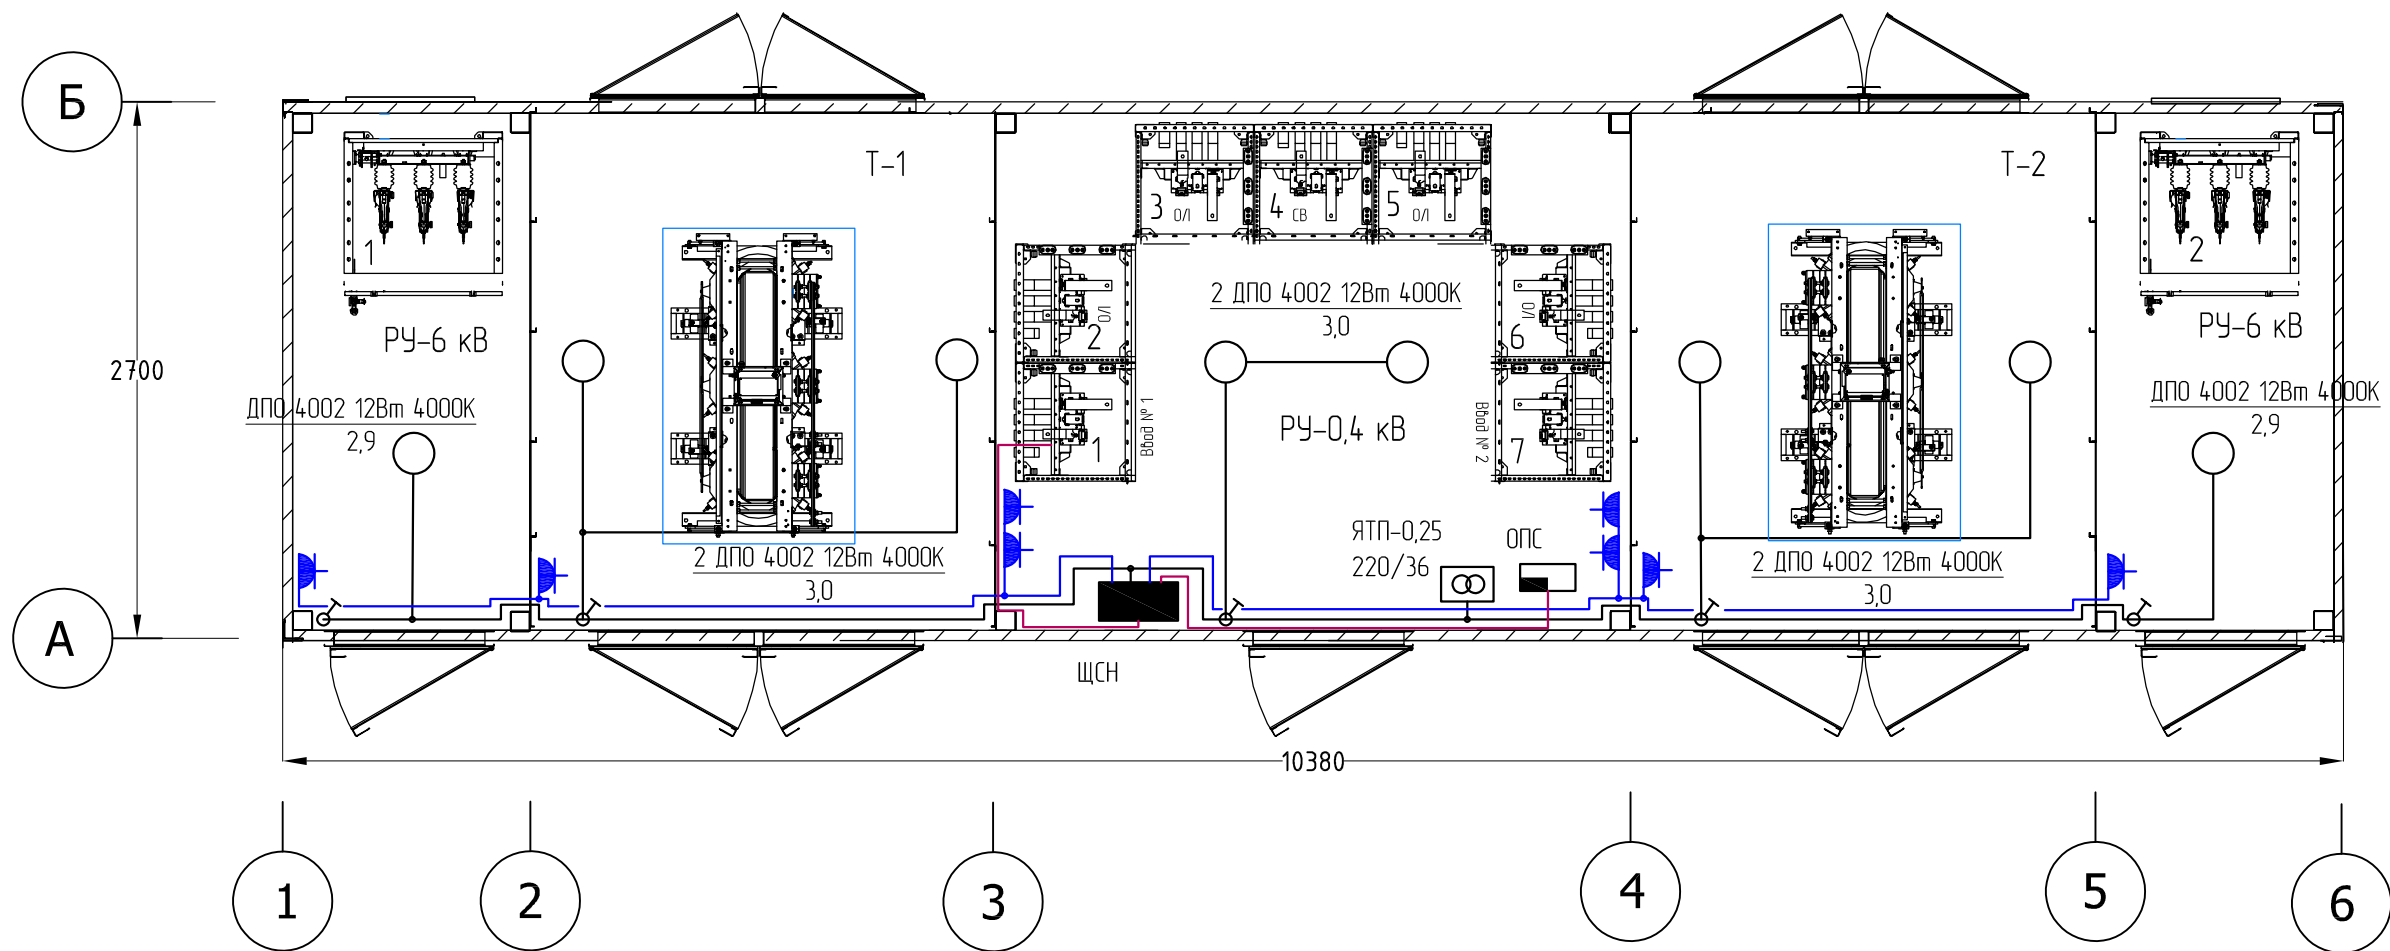 Б
Т-1
Т-2
3 О/Л
4 СВ
5 О/Л
1
2
2 О/Л
6 О/Л
2 ДПО 4002 12Вт 4000К
3,0
РУ-6 кВ
РУ-6 кВ
2700
ДПО 4002 12Вт 4000К
2,9
1
Ввод № 1
РУ-0,4 кВ
Ввод № 2
7
ДПО 4002 12Вт 4000К
2,9
2 ДПО 4002 12Вт 4000К
3,0
ЯТП-0,25
220/36
ОПС
2 ДПО 4002 12Вт 4000К
3,0
А
ЩСН
10380
1
2
3
4
5
6